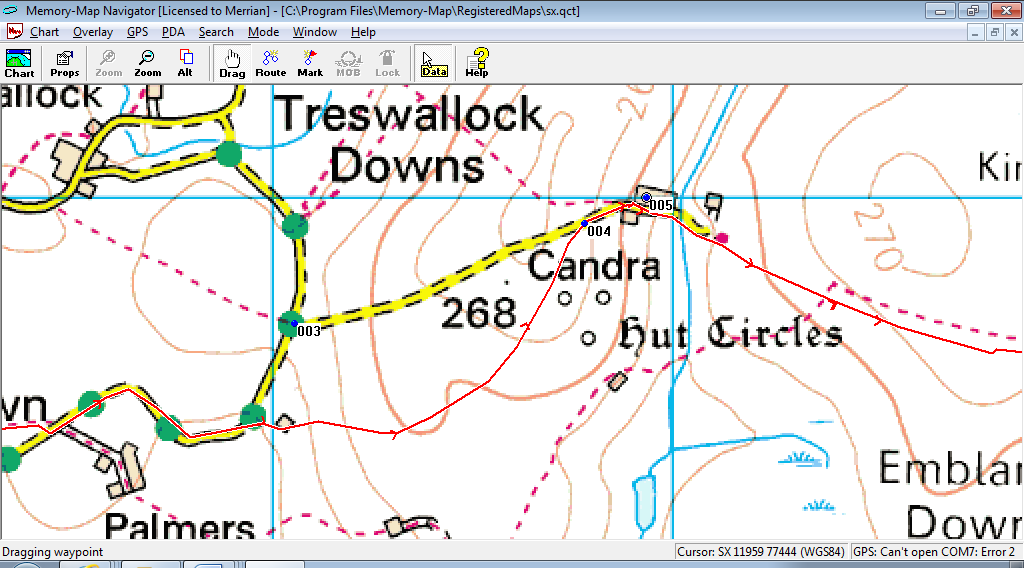 Memory-Map Navigator [Licensed to Merrian] - [C:\Program Files\Memory-Map\RegisteredMaps\sx.qct]
Chart Overlay GPS PDA Search Mode Window Help
Chart Props Zoom Zoom Alt Drag Route Mark MOB Lock Data Help
allock
Treswallock
Downs
26
Kin
005
004
270
Candra
268
003
Hut Circles
wn
Emblan
Down
Palmers
Dragging waypoint
Cursor: SX 11959 77444 (WGS84)
GPS: Can't open COM7: Error 2